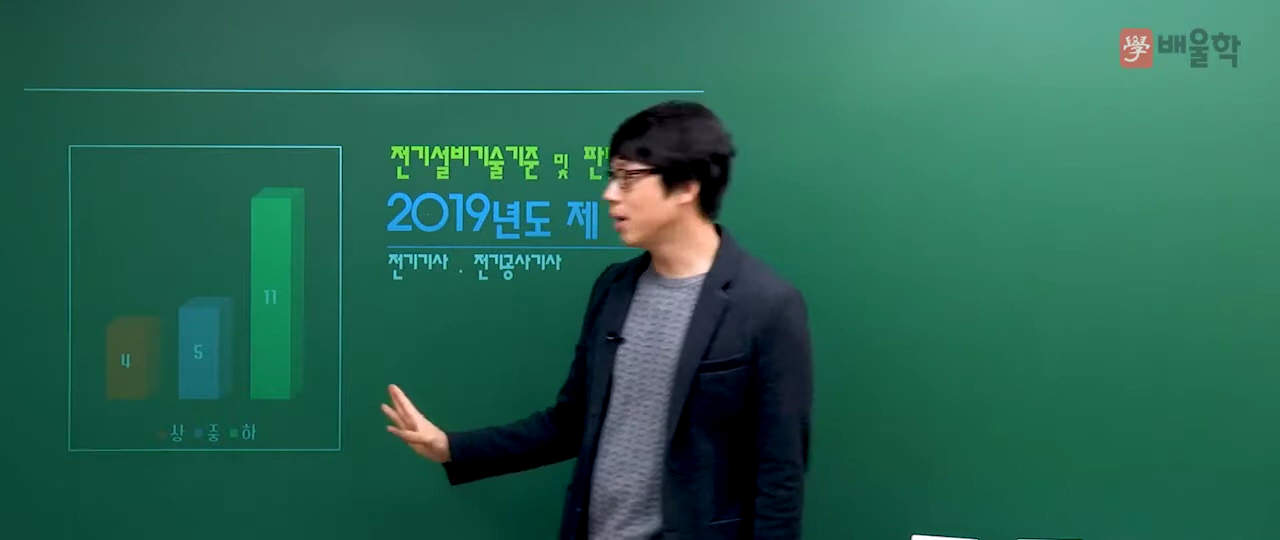 學 배울학
전기설비기술기준 및 판
2019년도 제
전기기사 . 전기공사기사
11
5
4
상 중 하